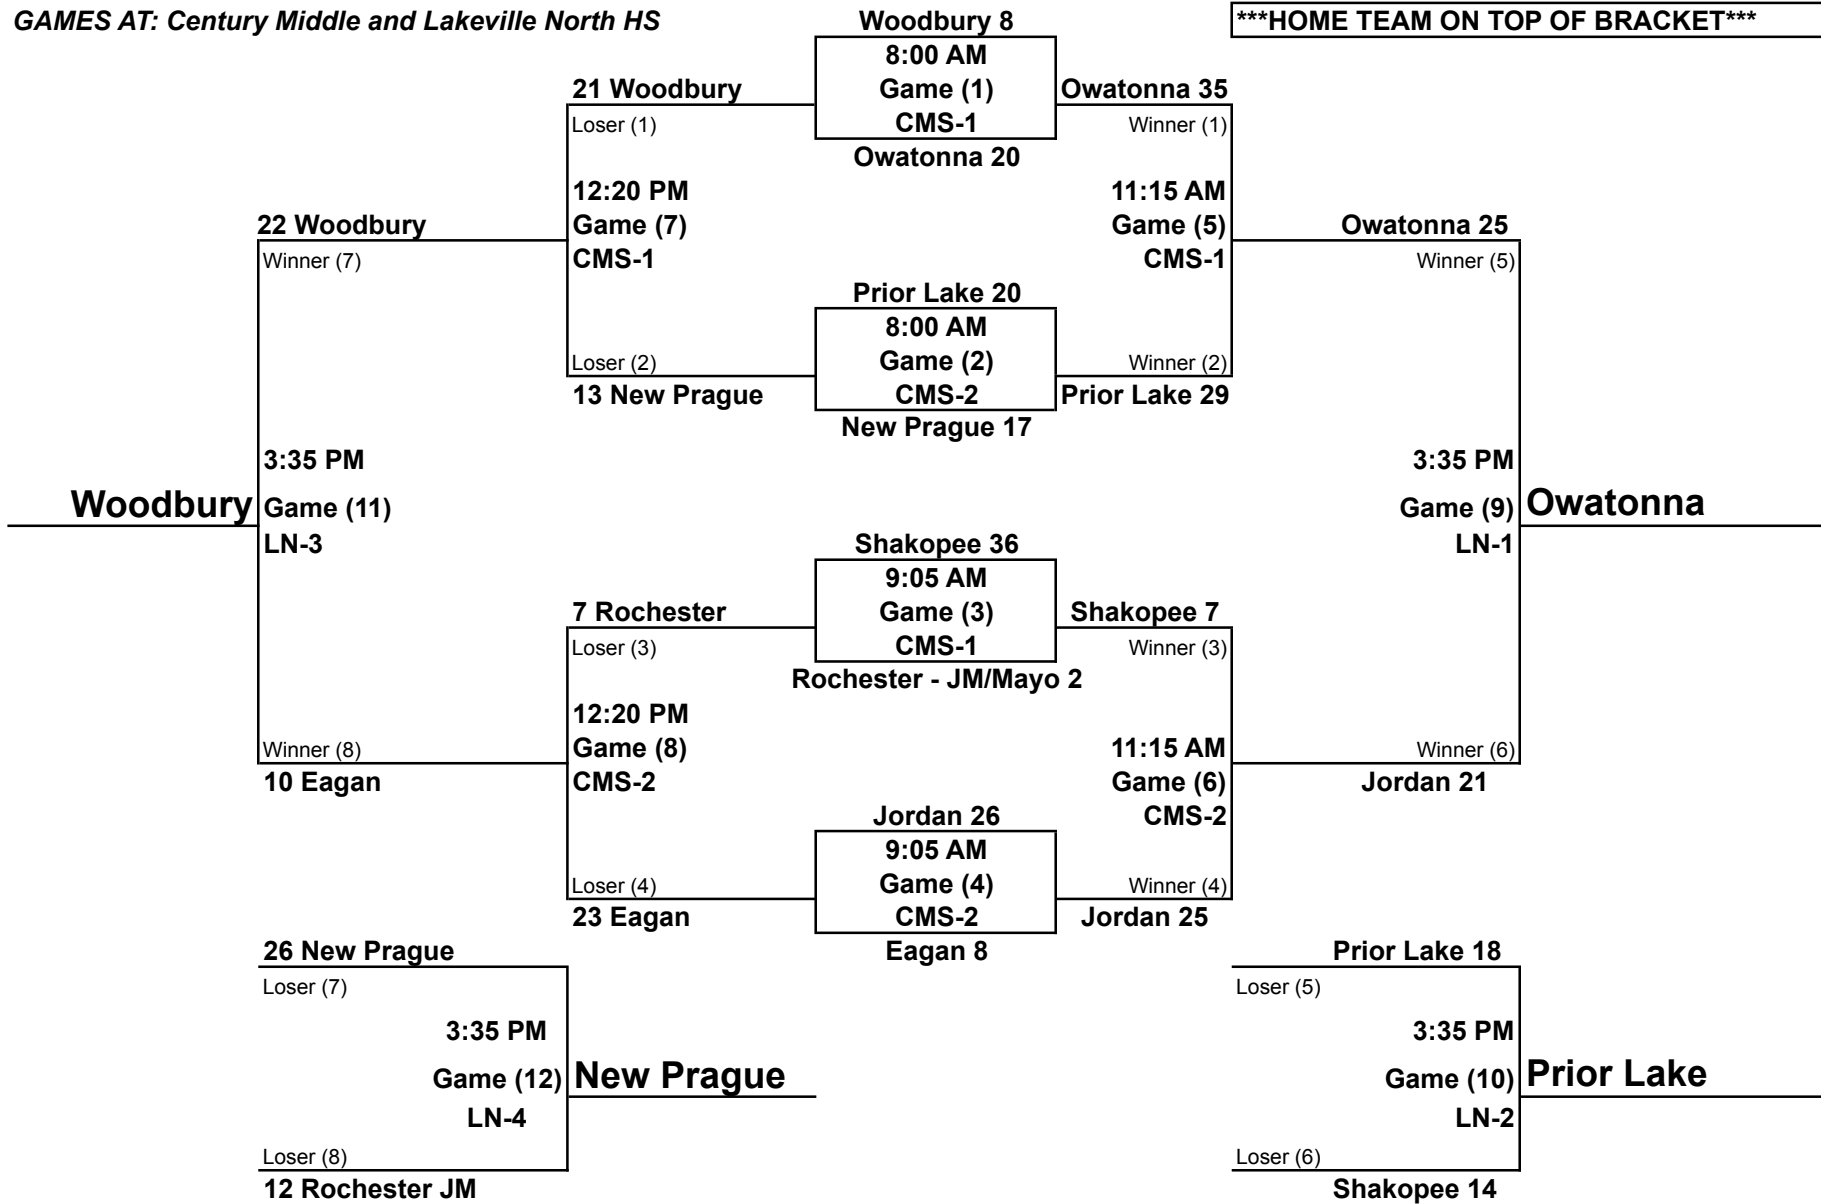 GAMES AT: Century Middle and Lakeville North HS
Woodbury 8
***HOME TEAM ON TOP OF BRACKET***
8:00 AM
21 Woodbury
Game (1)
Owatonna 35
Loser (1)
CMS-1
Winner (1)
Owatonna 20
12:20 PM
11:15 AM
22 Woodbury
Game (7)
Game (5)
Owatonna 25
Winner (7)
CMS-1
CMS-1
Winner (5)
Prior Lake 20
8:00 AM
Loser (2)
Game (2)
Winner (2)
13 New Prague
CMS-2
Prior Lake 29
New Prague 17
3:35 PM
3:35 PM
Woodbury
Game (11)
Game (9)
Owatonna
LN-3
Shakopee 36
LN-1
9:05 AM
7 Rochester
Game (3)
Shakopee 7
Loser (3)
CMS-1
Winner (3)
Rochester - JM/Mayo 2
12:20 PM
Winner (8)
Game (8)
11:15 AM
Winner (6)
10 Eagan
CMS-2
Game (6)
Jordan 21
Jordan 26
CMS-2
9:05 AM
Loser (4)
Game (4)
Winner (4)
23 Eagan
CMS-2
Jordan 25
26 New Prague
Eagan 8
Prior Lake 18
Loser (7)
Loser (5)
3:35 PM
3:35 PM
Game (12)
New Prague
Game (10)
Prior Lake
LN-4
LN-2
Loser (8)
Loser (6)
12 Rochester JM
Shakopee 14